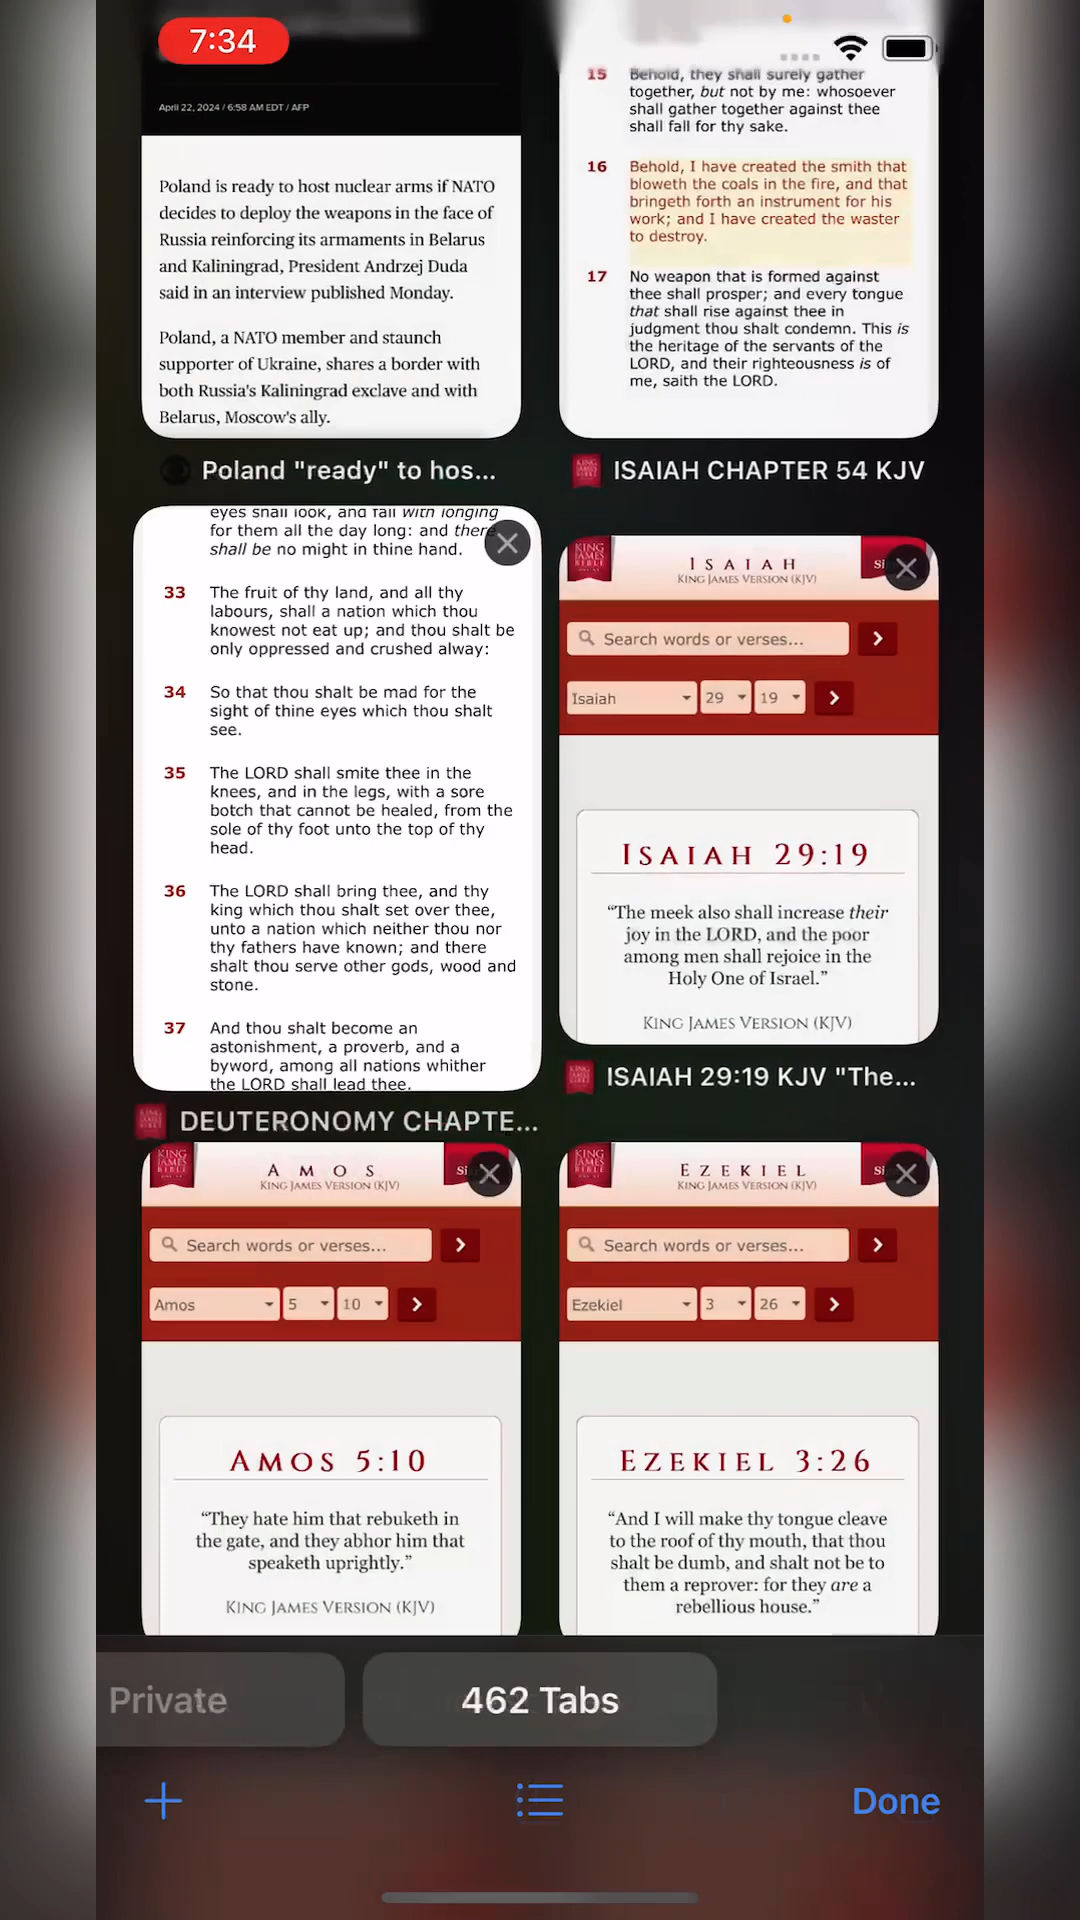 7:34
April 22, 2024 / 6:58 AM EDT / AFP
Poland is ready to host nuclear arms if NATO
decides to deploy the weapons in the face of
Russia reinforcing its armaments in Belarus
and Kaliningrad, President Andrzej Duda
said in an interview published Monday.
Poland, a NATO member and staunch
supporter of Ukraine, shares a border with
both Russia's Kaliningrad exclave and with
Belarus, Moscow's ally.
Poland "ready" to hos...
15 Behold, they shall surely gather
together, but not by me: whosoever
shall gather together against thee
shall fall for thy sake.
16 Behold, I have created the smith that
bloweth the coals in the fire, and that
bringeth forth an instrument for his
work; and I have created the waster
to destroy.
17 No weapon that is formed against
thee shall prosper; and every tongue
that shall rise against thee in
judgment thou shalt condemn. This is
the heritage of the servants of the
LORD, and their righteousness is of
me, saith the LORD.
ISAIAH CHAPTER 54 KJV
eyes shall look, and fail with longing
for them all the day long: and there
shall be no might in thine hand.
33 The fruit of thy land, and all thy
labours, shall a nation which thou
knowest not eat up; and thou shalt be
only oppressed and crushed alway:
34 So that thou shalt be mad for the
sight of thine eyes which thou shalt
see.
35 The LORD shall smite thee in the
knees, and in the legs, with a sore
botch that cannot be healed, from the
sole of thy foot unto the top of thy
head.
36 The LORD shall bring thee, and thy
king which thou shalt set over thee,
unto a nation which neither thou nor
thy fathers have known; and there
shalt thou serve other gods, wood and
stone.
37 And thou shalt become an
astonishment, a proverb, and a
byword, among all nations whither
the LORD shall lead thee.
DEUTERONOMY CHAPTE...
KING
JAMES
BIBLE
ISAIAH
KING JAMES VERSION (KJV)
Si
Search words or verses...
Isaiah 29 19
ISAIAH 29:19
“The meek also shall increase their
joy in the LORD, and the poor
among men shall rejoice in the
Holy One of Israel.”
KING JAMES VERSION (KJV)
ISAIAH 29:19 KJV "The...
KING
JAMES
BIBLE
AMOS
KING JAMES VERSION (KJV)
Si
Search words or verses...
Amos 5 10
AMOS 5:10
“They hate him that rebuketh in
the gate, and they abhor him that
speaketh uprightly.”
KING JAMES VERSION (KJV)
KING
JAMES
BIBLE
EZEKIEL
KING JAMES VERSION (KJV)
Si
Search words or verses...
Ezekiel 3 26
EZEKIEL 3:26
“And I will make thy tongue cleave
to the roof of thy mouth, that thou
shalt be dumb, and shalt not be to
them a reprover: for they are a
rebellious house.”
Private
462 Tabs
Done